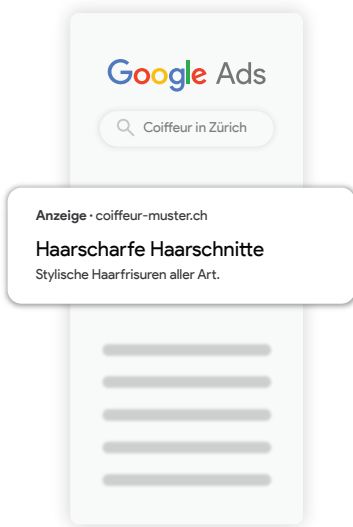 Google Ads
Coiffeur in Zürich
Anzeige · coiffeur-muster.ch
Haarscharfe Haarschnitte
Stylische Haarfrisuren aller Art.